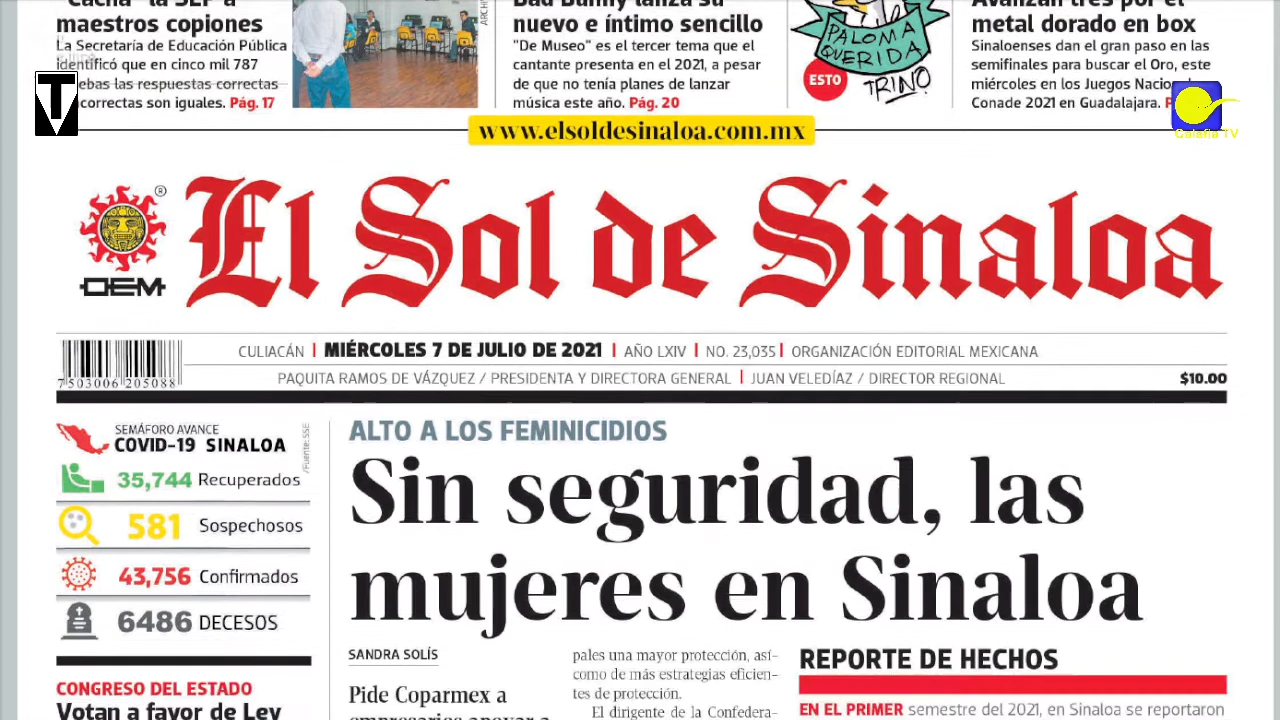 "Cacha" la SEP a
maestros copiones
La Secretaría de Educación Pública
identificó que en cinco mil 787
las respuestas correctas
correctas son iguales. Pág. 17
Bad Bunny lanza su
nuevo e íntimo sencillo
"De Museo" es el tercer tema que el
cantante presenta en el 2021, a pesar
de que no tenía planes de lanzar
música este año. Pág. 20
PALOMA
QUERIDA
TRINO!
ESTO
Avanzan tres por el
metal dorado en box
Sinaloenses dan el gran paso en las
semifinales para buscar el Oro, este
miércoles en los Juegos
Conade 2021 en Guadalajara.
T
Calafia TV
www.elsoldesinaloa.com.mx
OEM
®
El Sol de Sinaloa
7503006 205088
CULIACÁN | MIÉRCOLES 7 DE JULIO DE 2021 | AÑO LXIV | NO. 23,035 | ORGANIZACIÓN EDITORIAL MEXICANA
PAQUITA RAMOS DE VÁZQUEZ / PRESIDENTA Y DIRECTORA GENERAL | JUAN VELEDÍAZ / DIRECTOR REGIONAL
$10.00
SEMÁFORO AVANCE
COVID-19 SINALOA
/Fuente: SSE
35,744 Recuperados
581 Sospechosos
43,756 Confirmados
6486 DECESOS
CONGRESO DEL ESTADO
Votan a favor de Ley
ALTO A LOS FEMINICIDIOS
Sin seguridad, las
mujeres en Sinaloa
SANDRA SOLÍS
Pide Coparmex a
empresarios apoyar a
pales una mayor protección, así-
como de más estrategias eficien-
tes de protección.
El dirigente de la Confedera-
REPORTE DE HECHOS
EN EL PRIMER semestre del 2021, en Sinaloa se reportaron